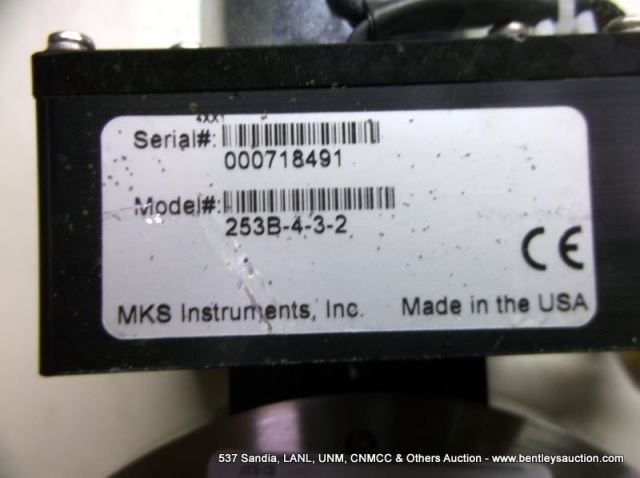 4XX1
Serial#:
000718491
Model#:
253B-4-3-2
CE
MKS Instruments, Inc. Made in the USA
537 Sandia, LANL, UNM, CNMCC & Others Auction - www.bentleysauction.com